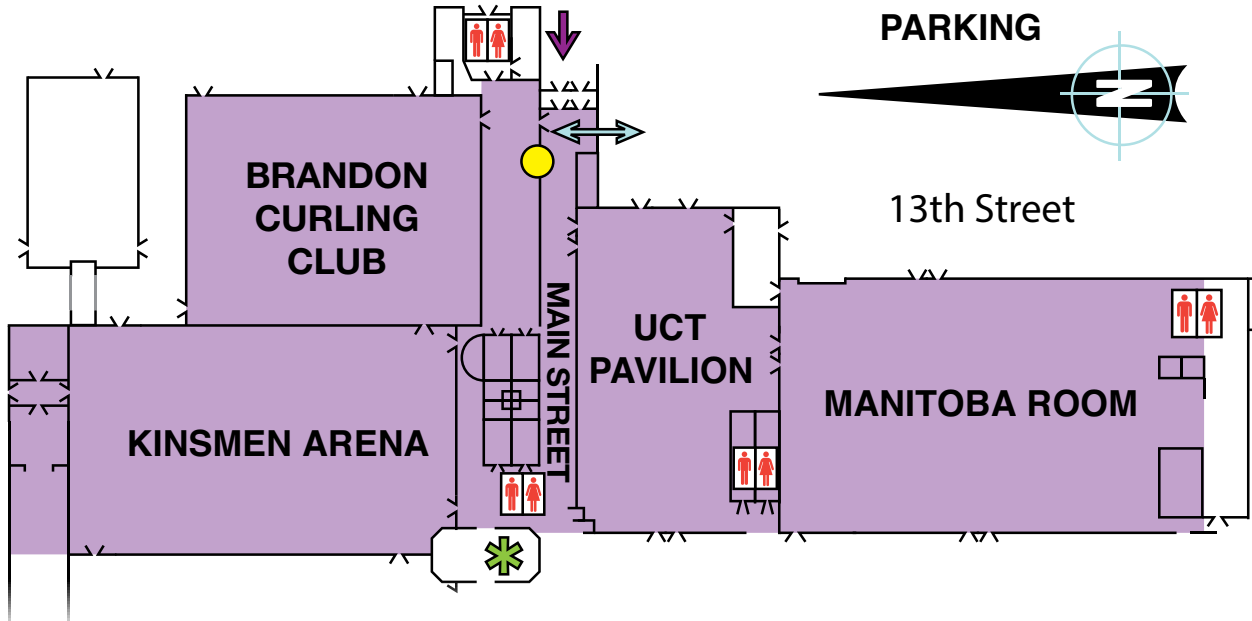 PARKING
N
13th Street
BRANDON
CURLING
CLUB
MAIN STREET
UCT
PAVILION
MANITOBA ROOM
KINSMEN ARENA